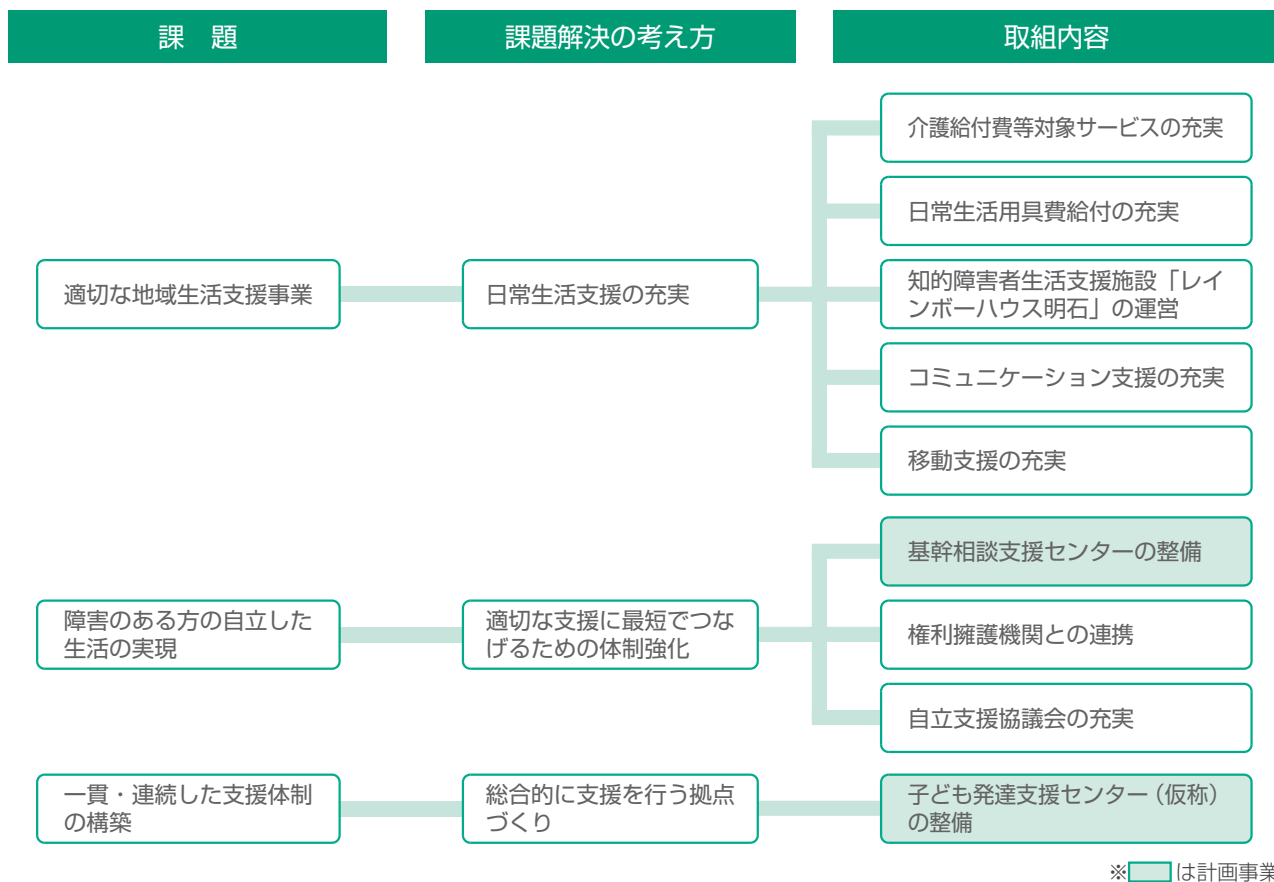 課　題
課題解決の考え方
取組内容
適切な地域生活支援事業
日常生活支援の充実
介護給付費等対象サービスの充実
日常生活用具費給付の充実
知的障害者生活支援施設「レイ
ンボーハウス明石」の運営
コミュニケーション支援の充実
移動支援の充実
障害のある方の自立した
生活の実現
適切な支援に最短でつな
げるための体制強化
基幹相談支援センターの整備
権利擁護機関との連携
自立支援協議会の充実
一貫・連続した支援体制
の構築
総合的に支援を行う拠点
づくり
子ども発達支援センター（仮称）
の整備
※　　は計画事業